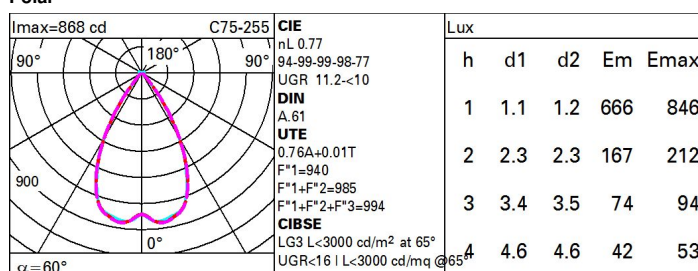 Polar
Imax=868 cd C75-255
90° 180° 90°
900
0°
α=60°
CIE
nL 0.77
94-99-99-98-77
UGR 11.2-<10
DIN
A.61
UTE
0.76A+0.01T
F"1=940
F"1+F"2=985
F"1+F"2+F"3=994
CIBSE
LG3 L<3000 cd/m² at 65°
UGR<16 | L<3000 cd/mq @65°
Lux
h d1 d2 Em Emax
1 1.1 1.2 666 846
2 2.3 2.3 167 212
3 3.4 3.5 74 94
4 4.6 4.6 42 53